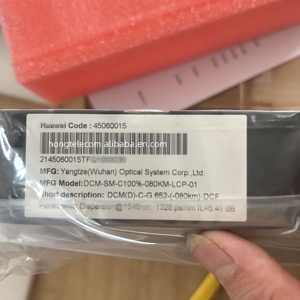 Huawei Code : 45060015
hongtelecom.en.alibaba.com
2145060015TF
MFG: Yangtze(Wuhan) Optical System Corp.,Ltd
MFG Model:DCM-SM-C100%-080KM-LCP-01
short description: DCM(D)-C-G.652-(-080km)-DCF
Parameter: Dispersion@1545nm: -1328 ps/nm IL≤5.41 dB